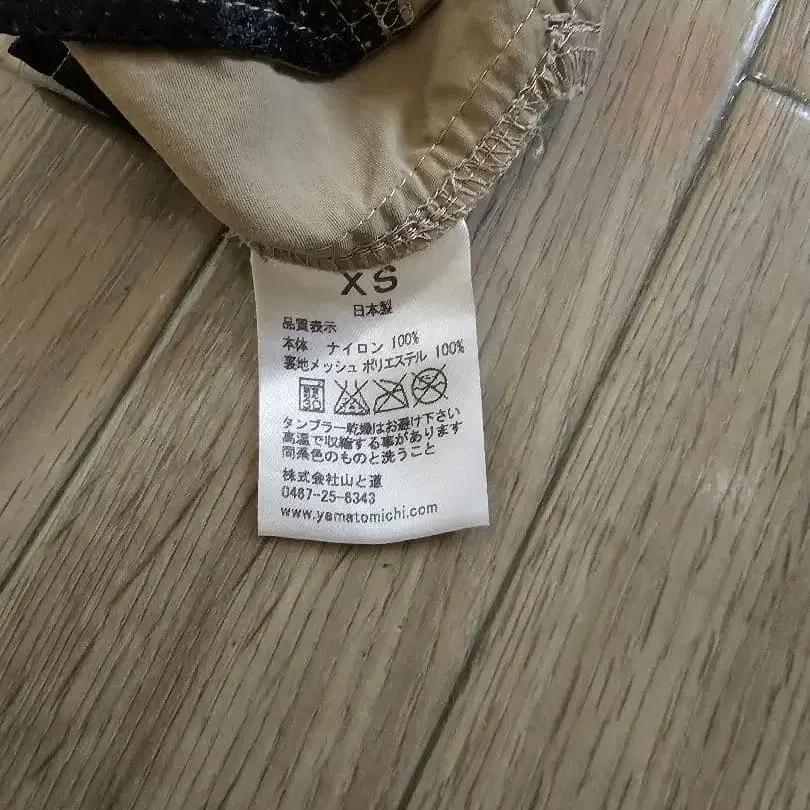 XS
日本製
品質表示
本体 ナイロン 100%
裏地メッシュ ポリエステル 100%
タンブラー乾燥はお避け下さい
高温で収縮する事があります
同系色のものと洗うこと
株式会社山と道
0467-25-6343
www.yamatomichi.com